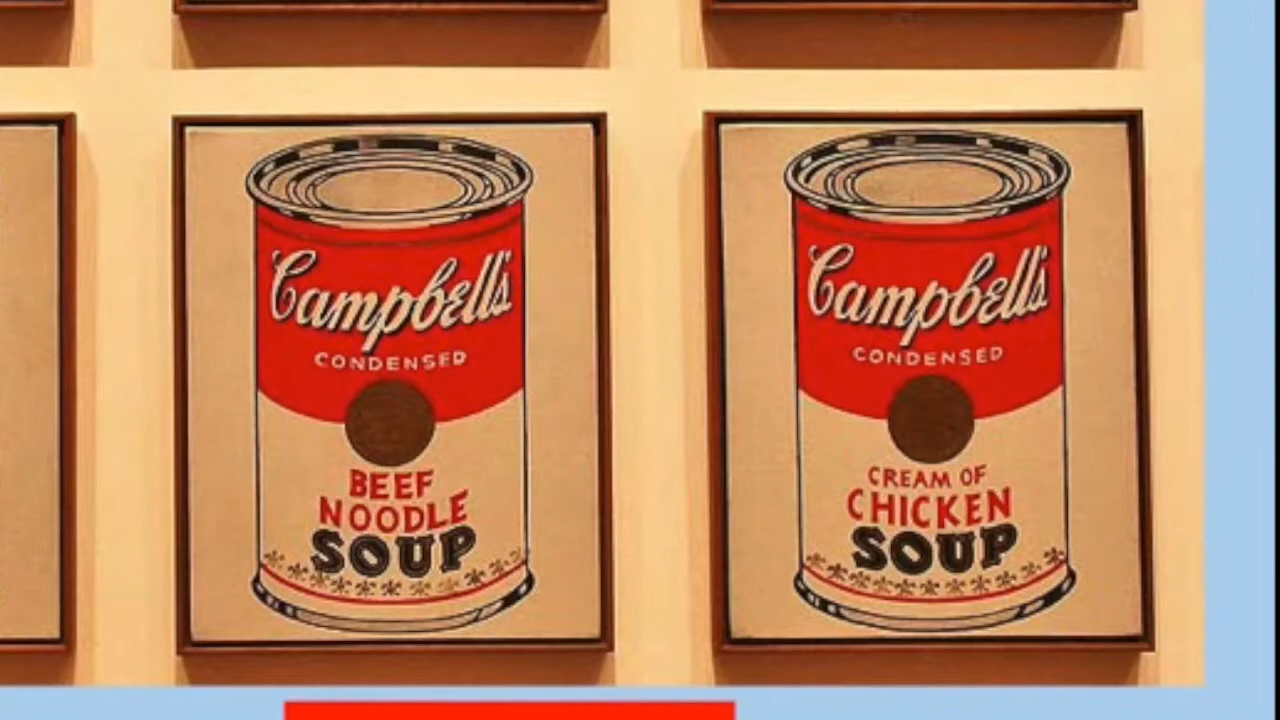 Campbell's
CONDENSED
BEEF
NOODLE
SOUP
Campbell's
CONDENSED
CREAM OF
CHICKEN
SOUP